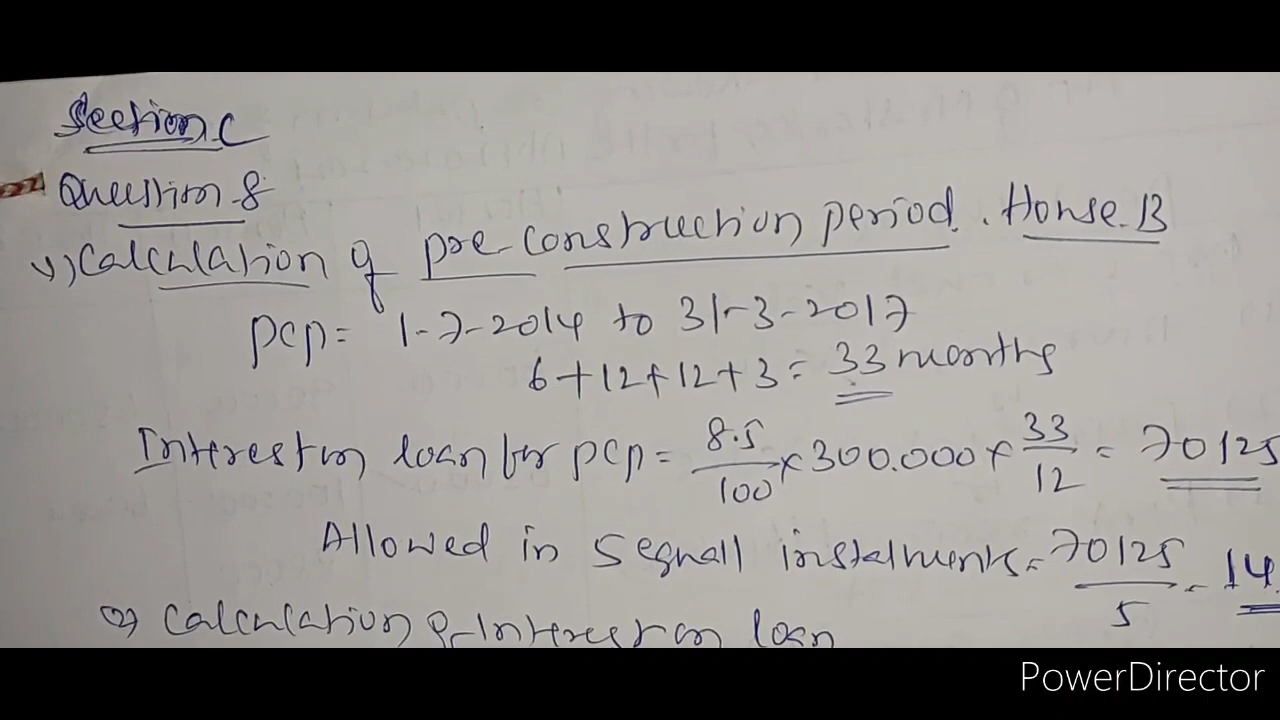 Section C
Question 8
1) Calculation of pre-construction period. House.B
PCP= 1-7-2014 to 31-3-2017
6+12+12+3= 33 months
Interest on loan for PCP= 8.5/100 × 300.000 × 33/12 = 70125
Allowed in 5 equall instalments= 70125/5 = 14
2) Calculation of Interest on loan
PowerDirector